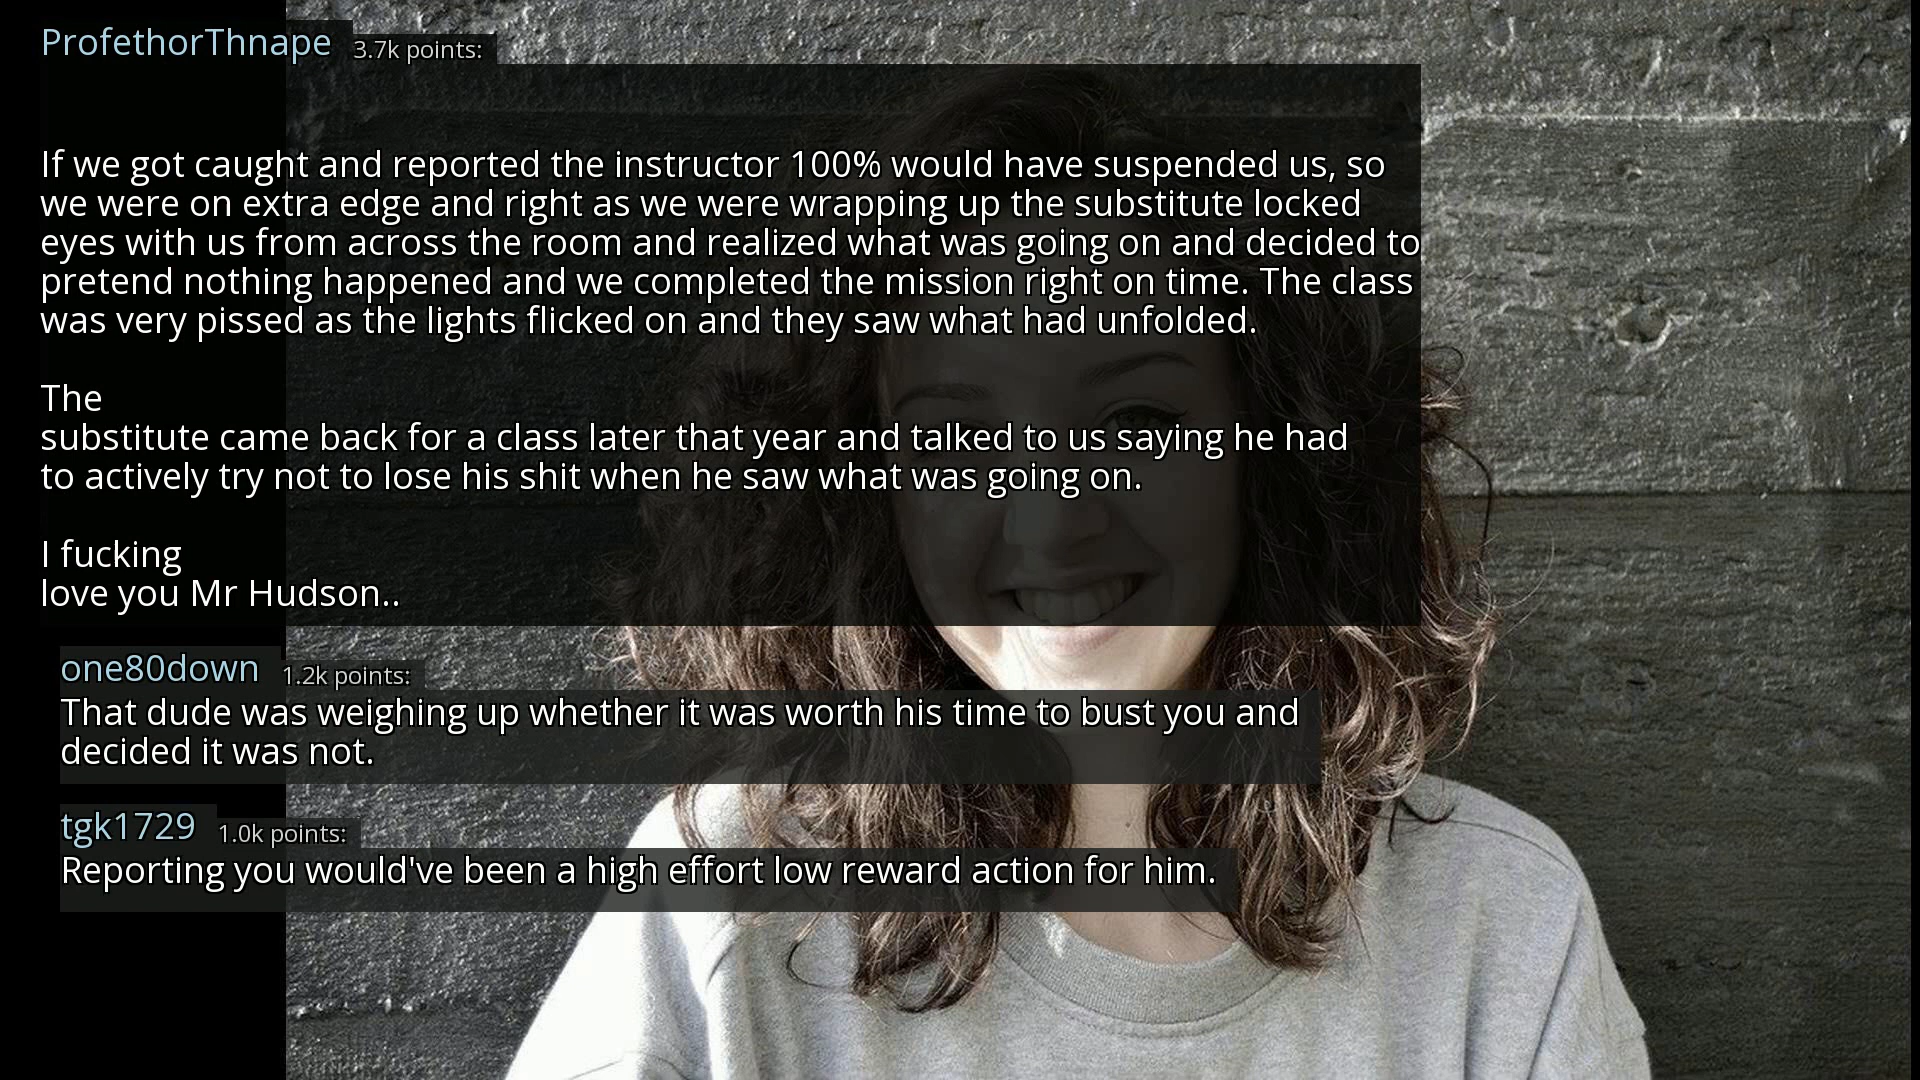 ProfethorThnape 3.7k points:
If we got caught and reported the instructor 100% would have suspended us, so
we were on extra edge and right as we were wrapping up the substitute locked
eyes with us from across the room and realized what was going on and decided to
pretend nothing happened and we completed the mission right on time. The class
was very pissed as the lights flicked on and they saw what had unfolded.
The
substitute came back for a class later that year and talked to us saying he had
to actively try not to lose his shit when he saw what was going on.
I fucking
love you Mr Hudson..
one80down 1.2k points:
That dude was weighing up whether it was worth his time to bust you and
decided it was not.
tgk1729 1.0k points:
Reporting you would've been a high effort low reward action for him.